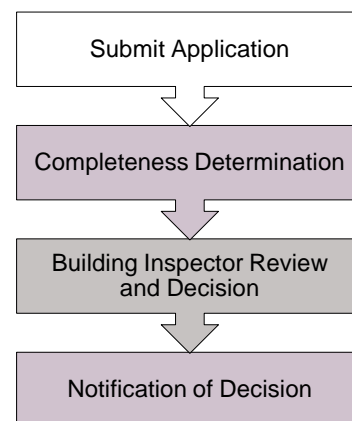 Submit Application
Completeness Determination
Building Inspector Review
and Decision
Notification of Decision